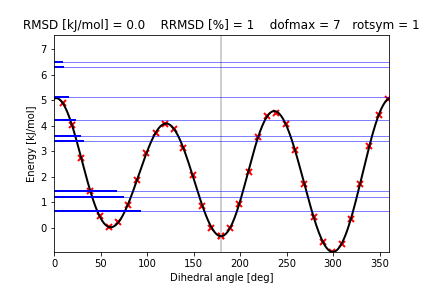 RMSD [kJ/mol] = 0.0    RRMSD [%] = 1    dofmax = 7   rotsym = 1
7
6
5
4
3
2
1
0
Energy [kJ/mol]
0 50 100 150 200 250 300 350
Dihedral angle [deg]